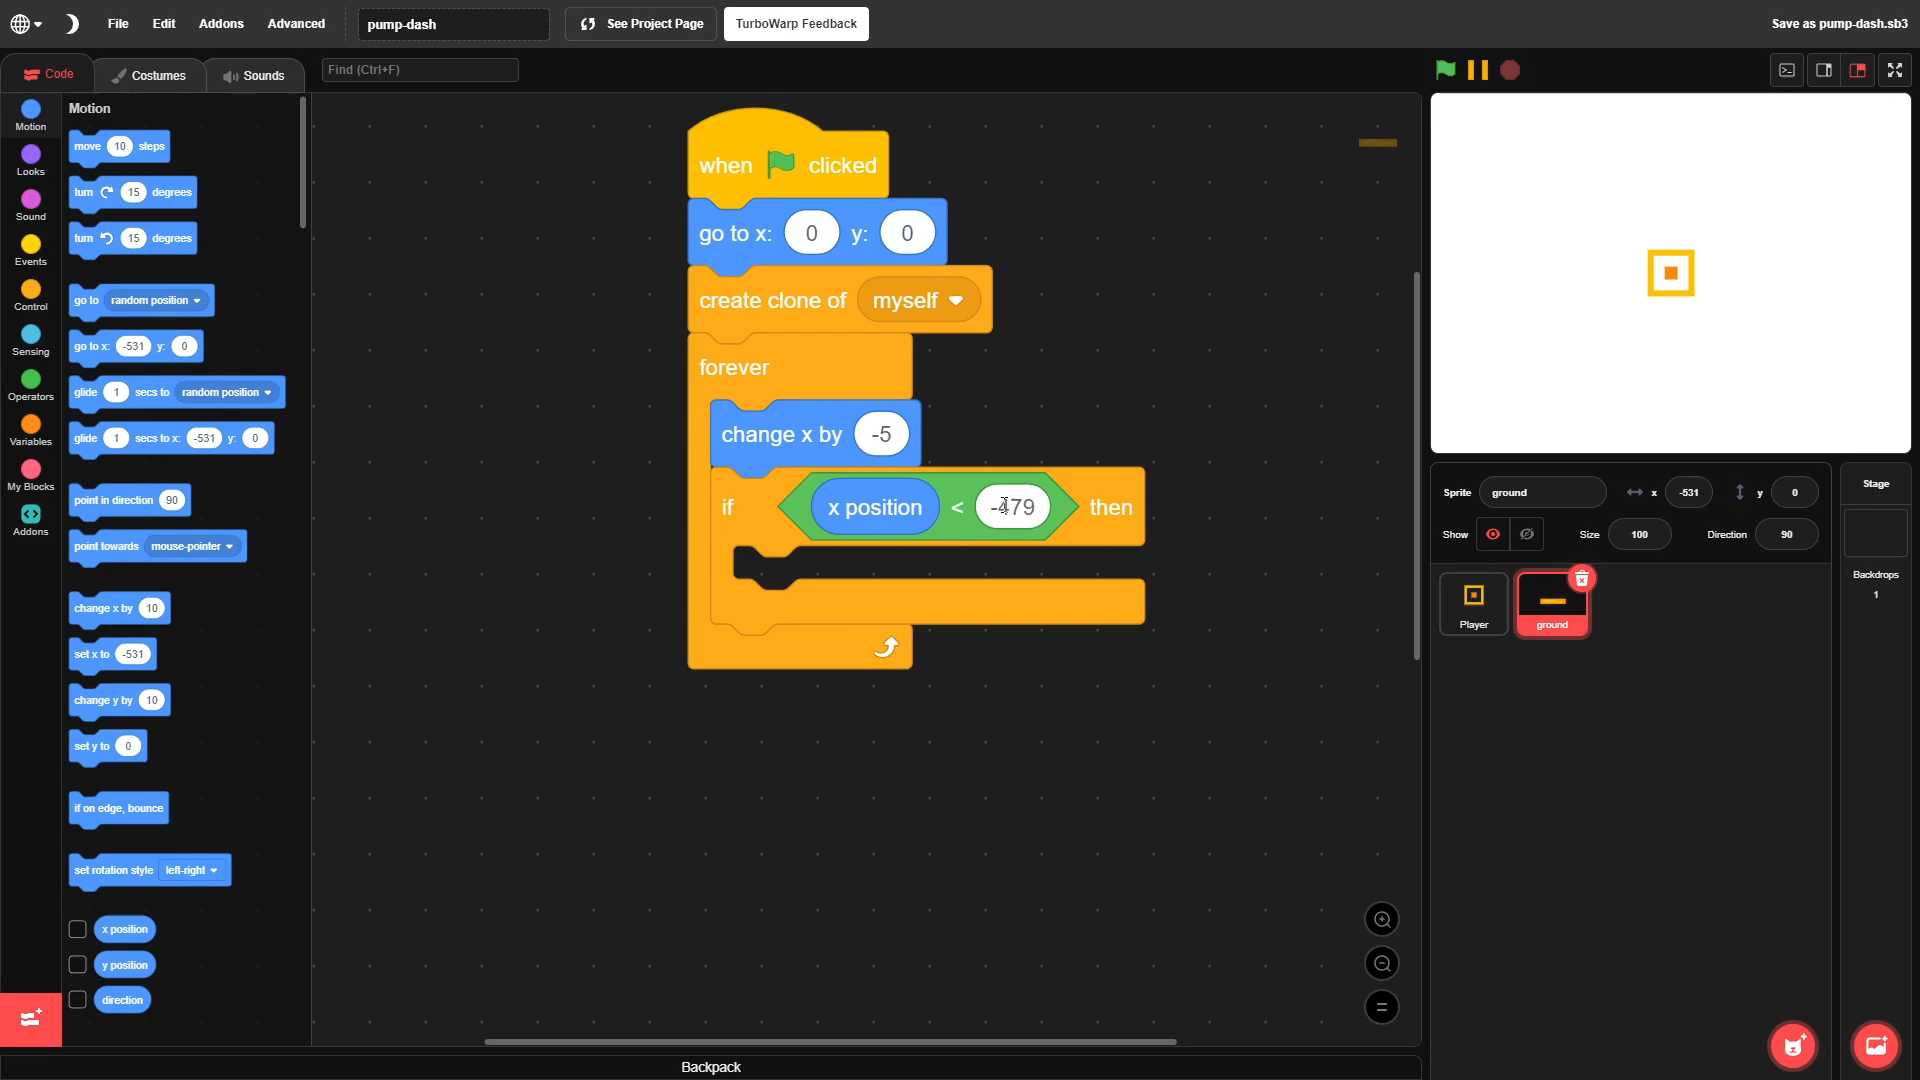 File Edit Addons Advanced pump-dash See Project Page TurboWarp Feedback Save as pump-dash.sb3
Code Costumes Sounds Find (Ctrl+F)
Motion
Looks
Sound
Events
Control
Sensing
Operators
Variables
My Blocks
Addons
Motion
move 10 steps
turn 15 degrees
turn 15 degrees
go to random position
go to x: -531 y: 0
glide 1 secs to random position
glide 1 secs to x: -531 y: 0
point in direction 90
point towards mouse-pointer
change x by 10
set x to -531
change y by 10
set y to 0
if on edge, bounce
set rotation style left-right
x position
y position
direction
when clicked
go to x: 0 y: 0
create clone of myself
forever
change x by -5
if x position < -479 then
Backpack
Sprite ground x -531 y 0
Show Size 100 Direction 90
Player
ground
Stage
Backdrops
1